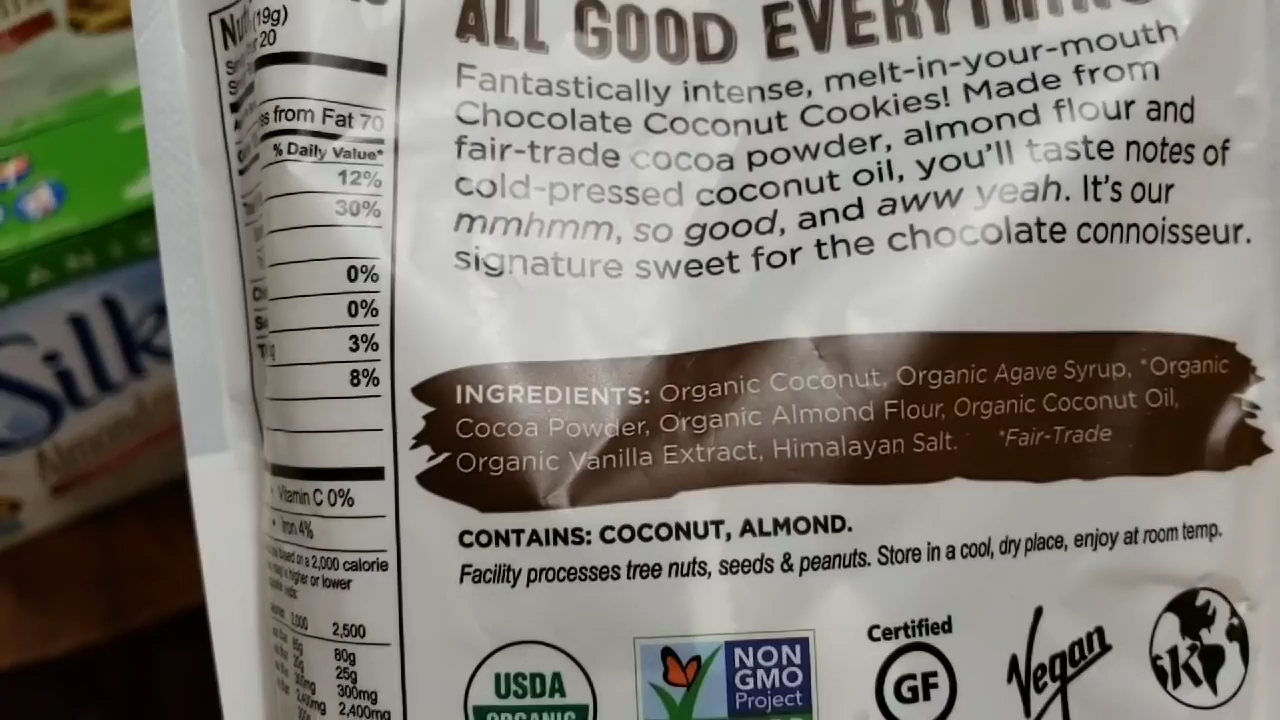 ALL GOOD
Fantastically intense, melt-in-your-mouth
Chocolate Coconut Cookies! Made from
fair-trade cocoa powder, almond flour and
cold-pressed coconut oil, you'll taste notes of
mmhmm, so good, and aww yeah. It's our
signature sweet for the chocolate connoisseur.
INGREDIENTS: Organic Coconut, Organic Agave Syrup, *Organic
Cocoa Powder, Organic Almond Flour, Organic Coconut Oil,
Organic Vanilla Extract, Himalayan Salt. *Fair-Trade
CONTAINS: COCONUT, ALMOND.
Facility processes tree nuts, seeds & peanuts. Store in a cool, dry place, enjoy at room temp.
USDA
ORGANIC
NON
GMO
Project
Certified
GF
Vegan
K
(19g)
20
from Fat 70
% Daily Value*
12%
30%
0%
0%
3%
8%
Vitamin C 0%
Iron 4%
based on a 2,000 calorie
higher or lower
2,000 2,500
80g
25g
300mg
2,400mg
Silk
Almond